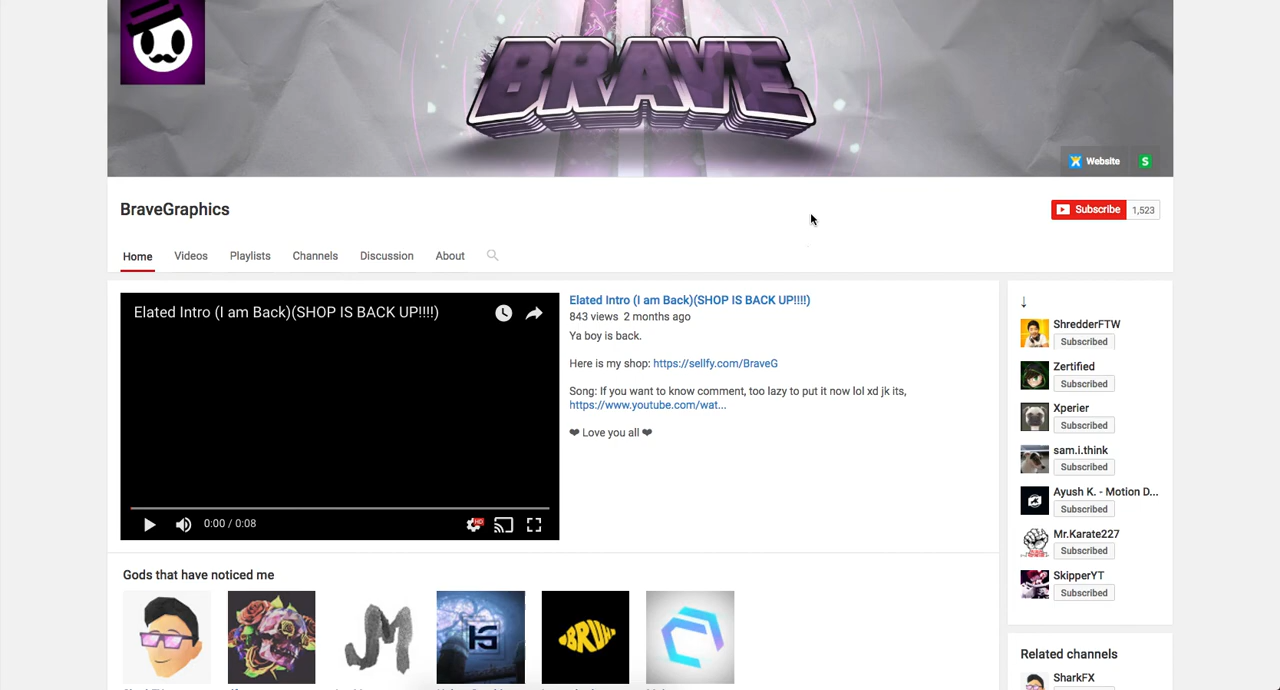 BRAVE
Website
BraveGraphics
Subscribe 1,523
Home Videos Playlists Channels Discussion About
Elated Intro (I am Back)(SHOP IS BACK UP!!!!)
0:00 / 0:08
HD
Elated Intro (I am Back)(SHOP IS BACK UP!!!!)
843 views 2 months ago
Ya boy is back.
Here is my shop: https://sellfy.com/BraveG
Song: If you want to know comment, too lazy to put it now lol xd jk its,
https://www.youtube.com/wat...
❤ Love you all ❤
↓
ShredderFTW
Subscribed
Zertified
Subscribed
Xperier
Subscribed
sam.i.think
Subscribed
Ayush K. - Motion D...
Subscribed
Mr.Karate227
Subscribed
SkipperYT
Subscribed
Gods that have noticed me
JM
BRUH
Related channels
SharkFX